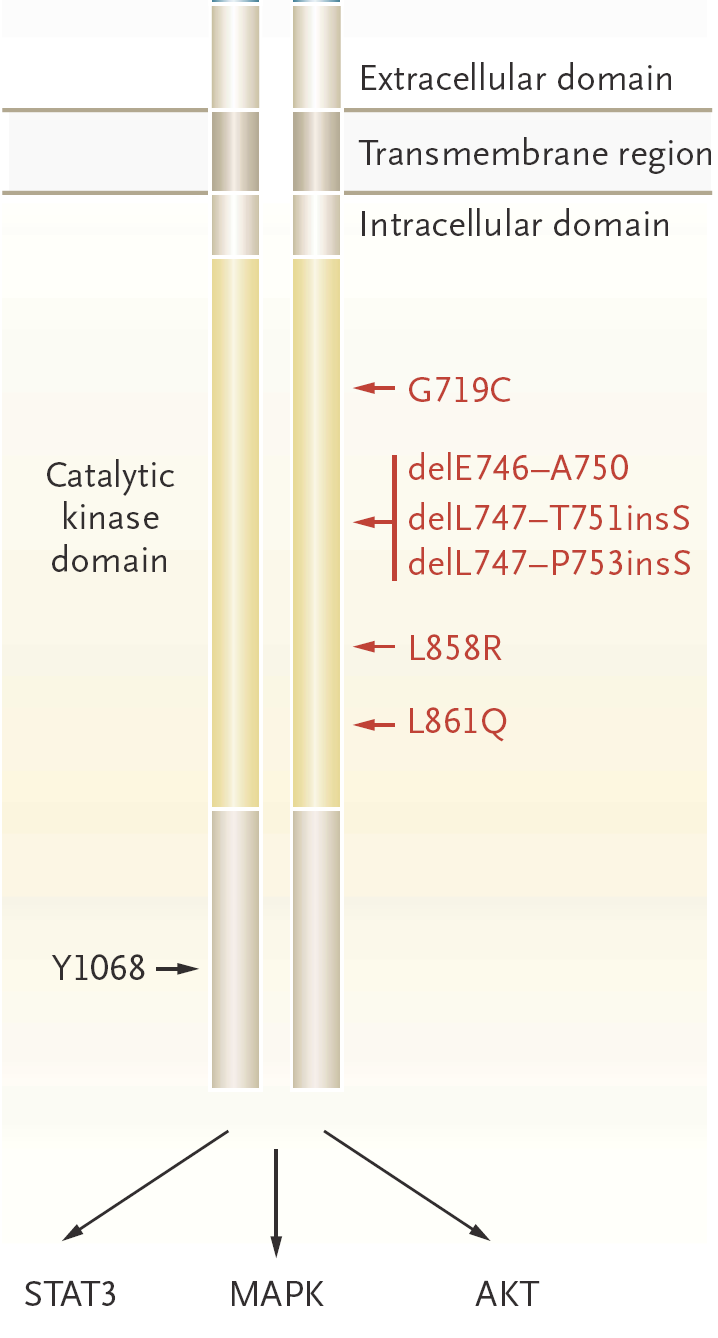 Extracellular domain
Transmembrane region
Intracellular domain
G719C
Catalytic
kinase
domain
delE746–A750
delL747–T751insS
delL747–P753insS
L858R
L861Q
Y1068
STAT3
MAPK
AKT